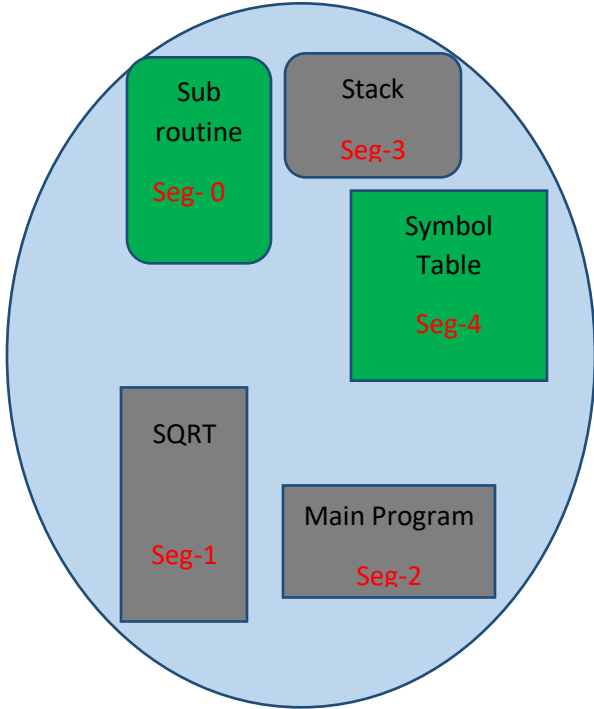 Sub
routine
Seg- 0
Stack
Seg-3
Symbol
Table
Seg-4
SQRT
Seg-1
Main Program
Seg-2